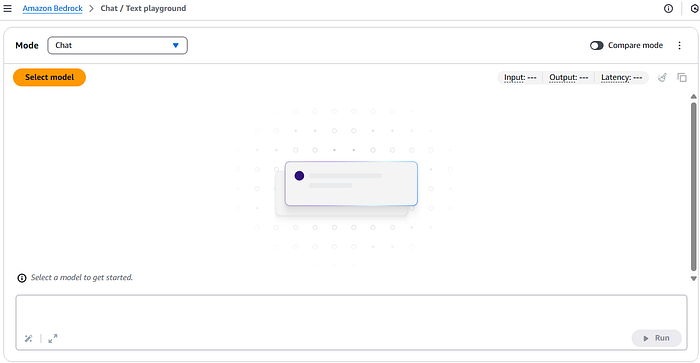 Amazon Bedrock > Chat / Text playground
Mode Chat Compare mode
Select model Input: --- Output: --- Latency: ---
Select a model to get started.
Run